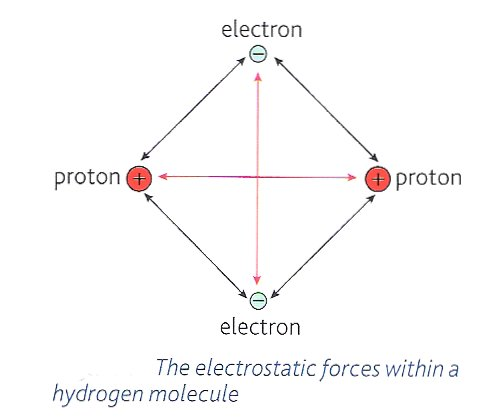 electron
−
proton + + proton
−
electron
The electrostatic forces within a
hydrogen molecule